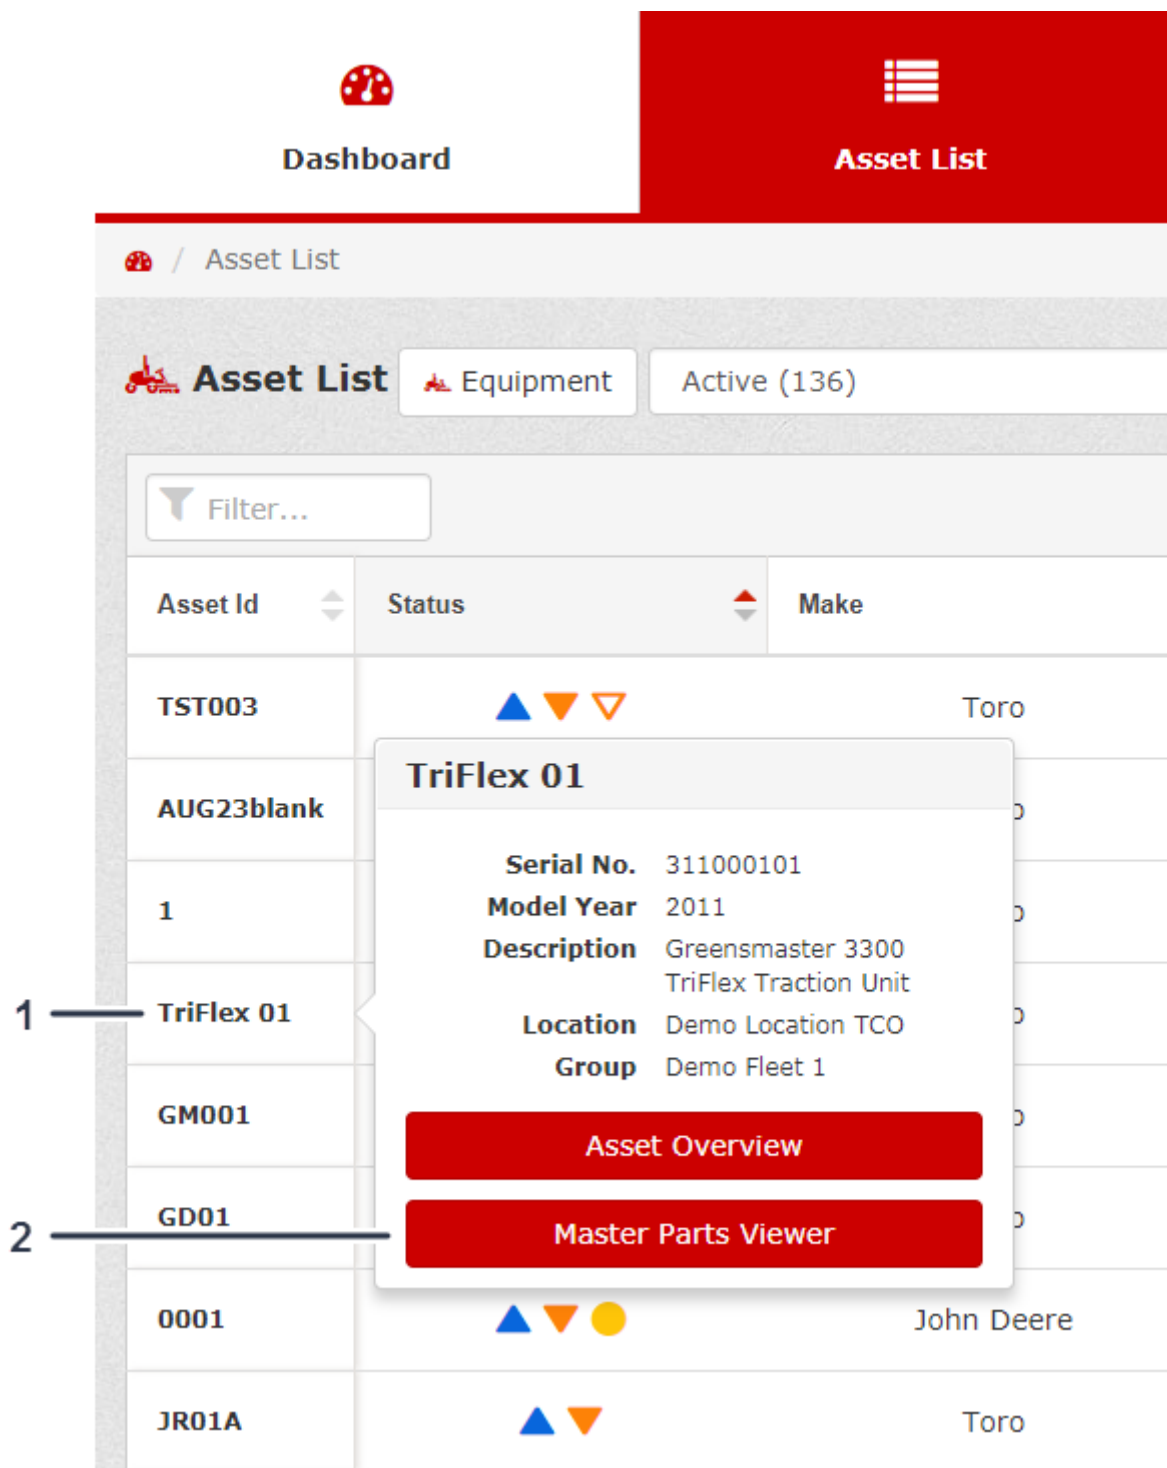 Dashboard
Asset List
/ Asset List
Asset List
Equipment
Active (136)
Filter...
Asset Id
Status
Make
TST003
Toro
AUG23blank
1
TriFlex 01
GM001
GD01
0001
John Deere
JR01A
Toro
TriFlex 01
Serial No. 311000101
Model Year 2011
Description Greensmaster 3300
TriFlex Traction Unit
Location Demo Location TCO
Group Demo Fleet 1
Asset Overview
Master Parts Viewer
1
2